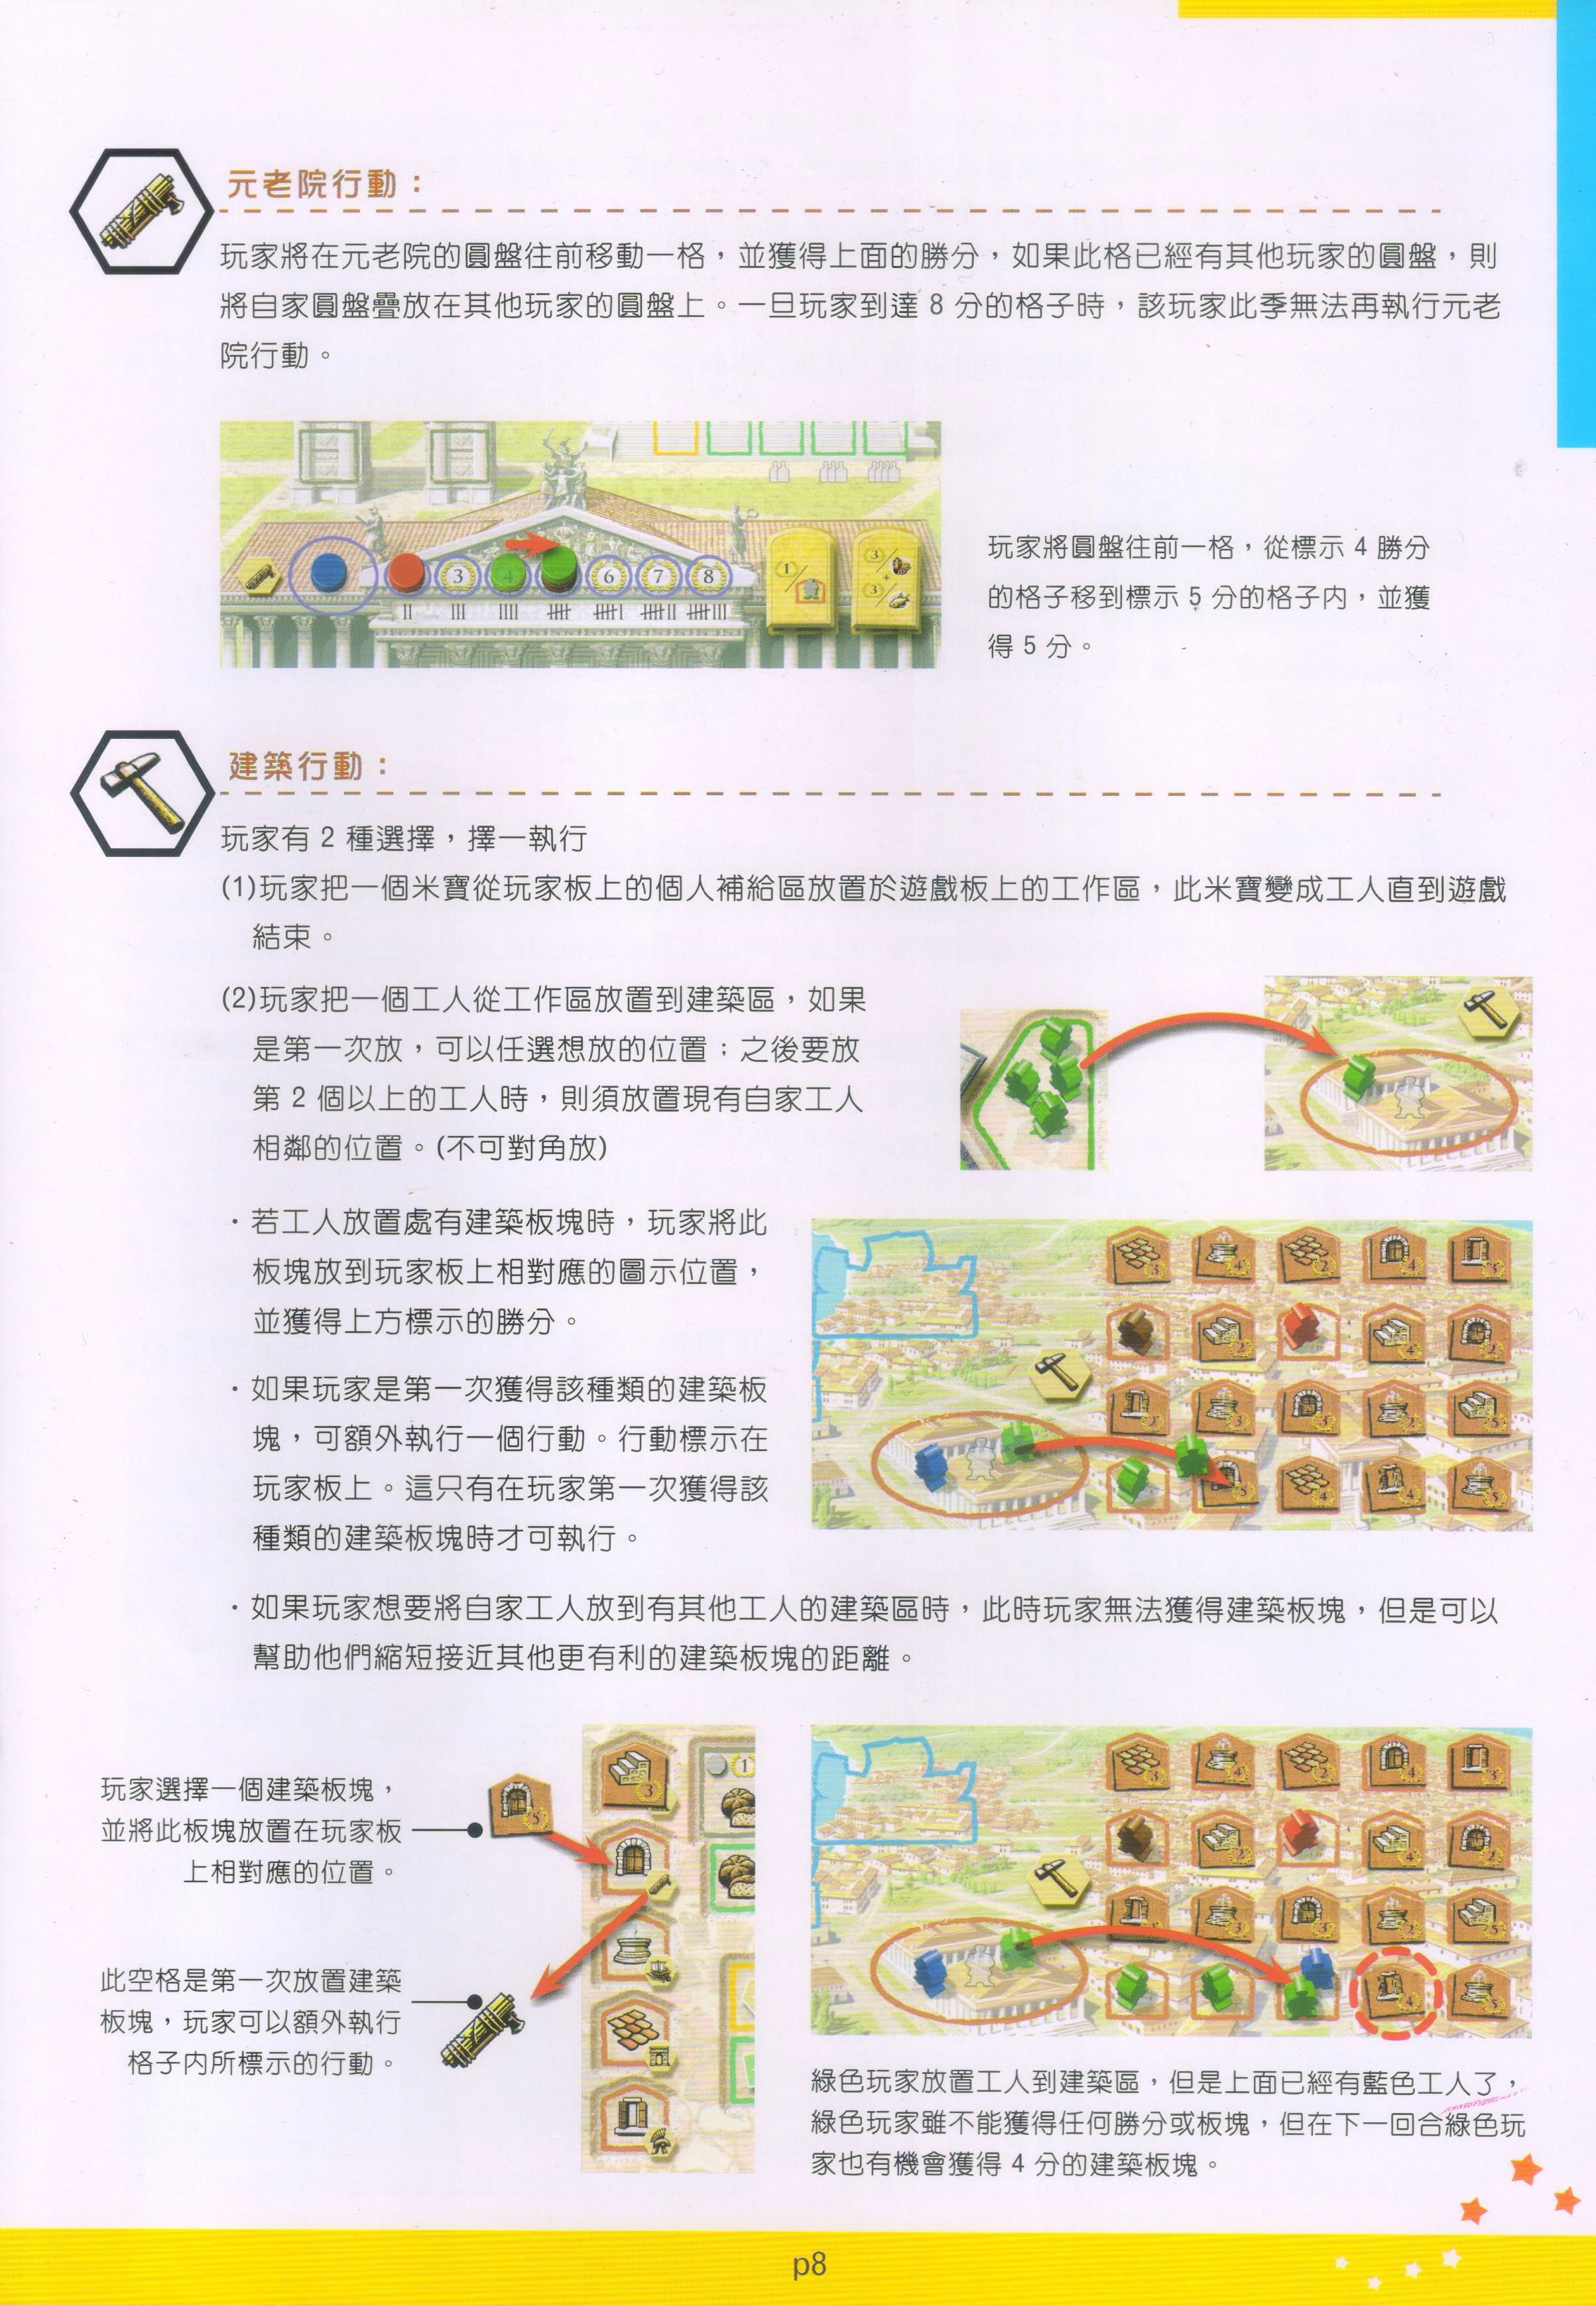 元老院行動：
玩家將在元老院的圓盤往前移動一格，並獲得上面的勝分，如果此格已經有其他玩家的圓盤，則
將自家圓盤疊放在其他玩家的圓盤上。一旦玩家到達 8 分的格子時，該玩家此季無法再執行元老
院行動。
3 4 6 7 8
玩家將圓盤往前一格，從標示 4 勝分
的格子移到標示 5 分的格子內，並獲
得 5 分。
建築行動：
玩家有 2 種選擇，擇一執行
(1)玩家把一個米寶從玩家板上的個人補給區放置於遊戲板上的工作區，此米寶變成工人直到遊戲
結束。
(2)玩家把一個工人從工作區放置到建築區，如果
是第一次放，可以任選想放的位置；之後要放
第 2 個以上的工人時，則須放置現有自家工人
相鄰的位置。(不可對角放)
．若工人放置處有建築板塊時，玩家將此
板塊放到玩家板上相對應的圖示位置，
並獲得上方標示的勝分。
．如果玩家是第一次獲得該種類的建築板
塊，可額外執行一個行動。行動標示在
玩家板上。這只有在玩家第一次獲得該
種類的建築板塊時才可執行。
．如果玩家想要將自家工人放到有其他工人的建築區時，此時玩家無法獲得建築板塊，但是可以
幫助他們縮短接近其他更有利的建築板塊的距離。
玩家選擇一個建築板塊，
並將此板塊放置在玩家板
上相對應的位置。
此空格是第一次放置建築
板塊，玩家可以額外執行
格子內所標示的行動。
綠色玩家放置工人到建築區，但是上面已經有藍色工人了，
綠色玩家雖不能獲得任何勝分或板塊，但在下一回合綠色玩
家也有機會獲得 4 分的建築板塊。
p8